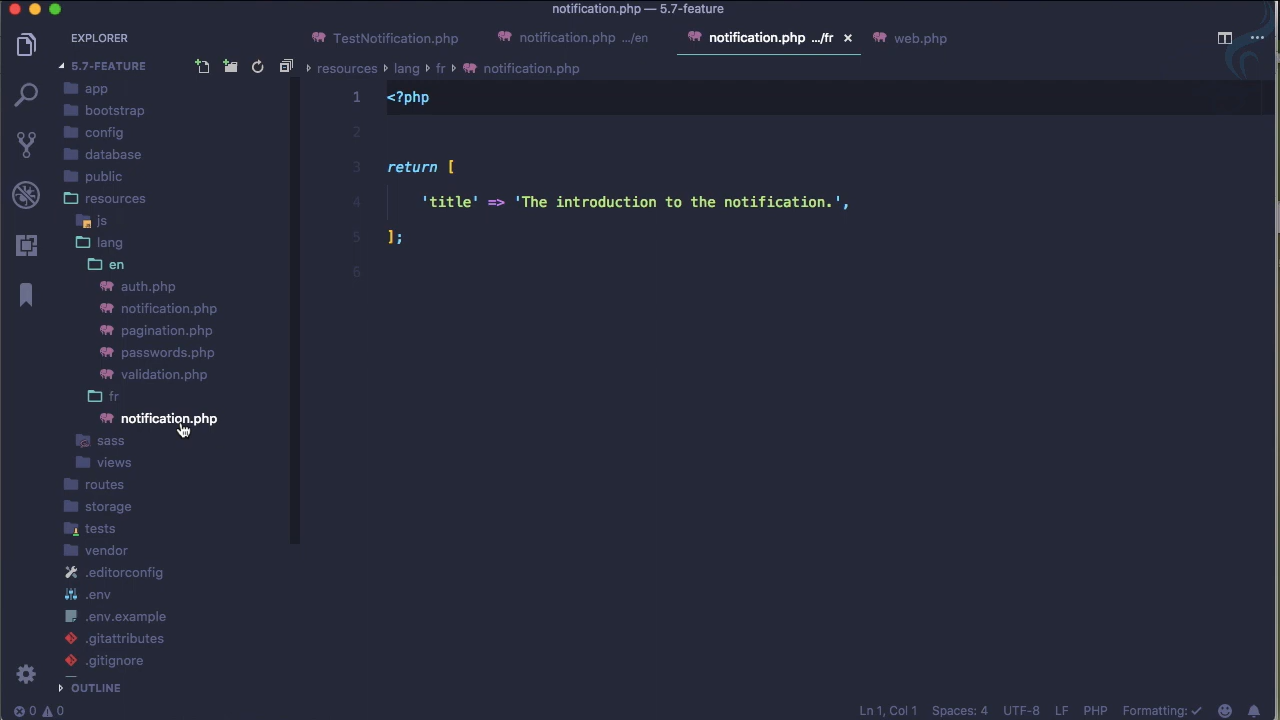 notification.php — 5.7-feature
EXPLORER
TestNotification.php
notification.php .../en
notification.php .../fr ×
web.php
5.7-FEATURE
resources lang fr notification.php
app
bootstrap
config
database
public
resources
js
lang
en
auth.php
notification.php
pagination.php
passwords.php
validation.php
fr
notification.php
sass
views
routes
storage
tests
vendor
.editorconfig
.env
.env.example
.gitattributes
.gitignore
OUTLINE
1 <?php
2
3 return [
4 'title' => 'The introduction to the notification.',
5 ];
6
0 0
Ln 1, Col 1 Spaces: 4 UTF-8 LF PHP Formatting: ✓